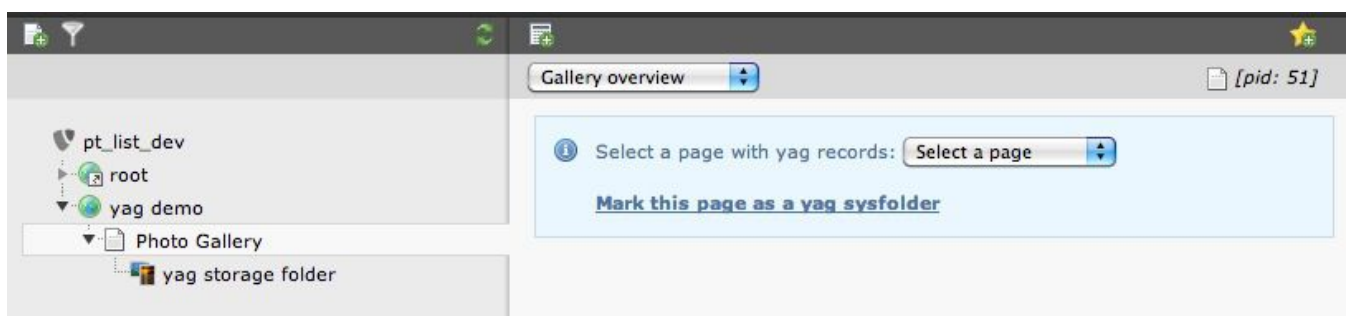 Gallery overview
[pid: 51]
pt_list_dev
root
yag demo
Photo Gallery
yag storage folder
Select a page with yag records: Select a page
Mark this page as a yag sysfolder